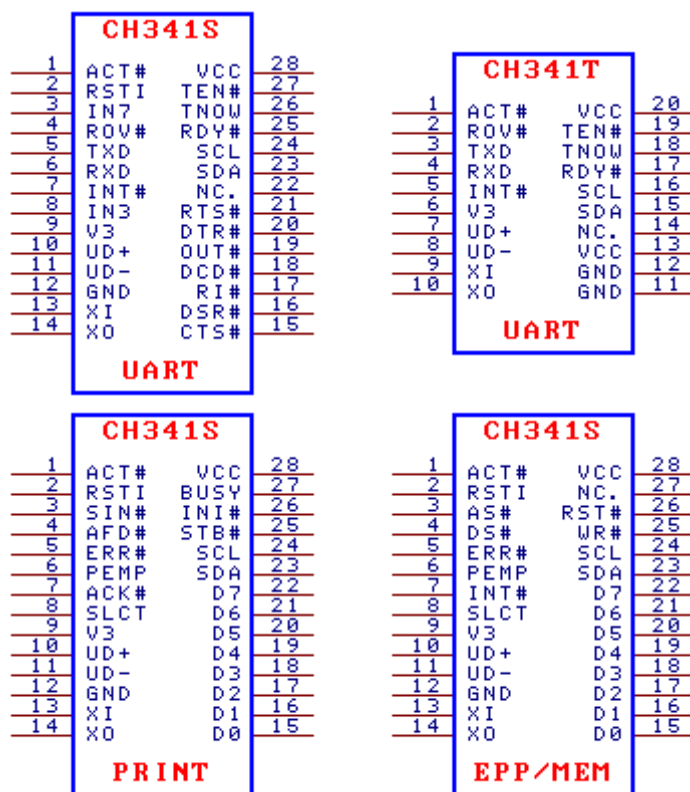 CH341S
1 ACT# VCC 28
2 RSTI TEN# 27
3 IN7 TNOW 26
4 ROV# RDY# 25
5 TXD SCL 24
6 RXD SDA 23
7 INT# NC. 22
8 IN3 RTS# 21
9 V3 DTR# 20
10 UD+ OUT# 19
11 UD- DCD# 18
12 GND RI# 17
13 XI DSR# 16
14 XO CTS# 15
UART
CH341T
1 ACT# VCC 20
2 ROV# TEN# 19
3 TXD TNOW 18
4 RXD RDY# 17
5 INT# SCL 16
6 V3 SDA 15
7 UD+ NC. 14
8 UD- VCC 13
9 XI GND 12
10 XO GND 11
UART
CH341S
1 ACT# VCC 28
2 RSTI BUSY 27
3 SIN# INI# 26
4 AFD# STB# 25
5 ERR# SCL 24
6 PEMP SDA 23
7 ACK# D7 22
8 SLCT D6 21
9 V3 D5 20
10 UD+ D4 19
11 UD- D3 18
12 GND D2 17
13 XI D1 16
14 XO D0 15
PRINT
CH341S
1 ACT# VCC 28
2 RSTI NC. 27
3 AS# RST# 26
4 DS# WR# 25
5 ERR# SCL 24
6 PEMP SDA 23
7 INT# D7 22
8 SLCT D6 21
9 V3 D5 20
10 UD+ D4 19
11 UD- D3 18
12 GND D2 17
13 XI D1 16
14 XO D0 15
EPP/MEM